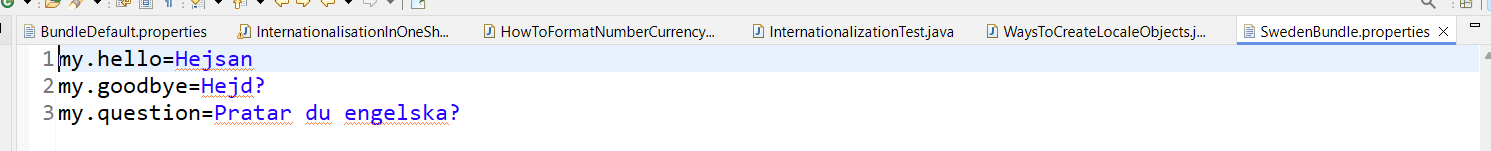 BundleDefault.properties InternationalisationInOneSh... HowToFormatNumberCurrency... InternationalizationTest.java WaysToCreateLocaleObjects.j... SwedenBundle.properties
1 my.hello=Hejsan
2 my.goodbye=Hejd?
3 my.question=Pratar du engelska?